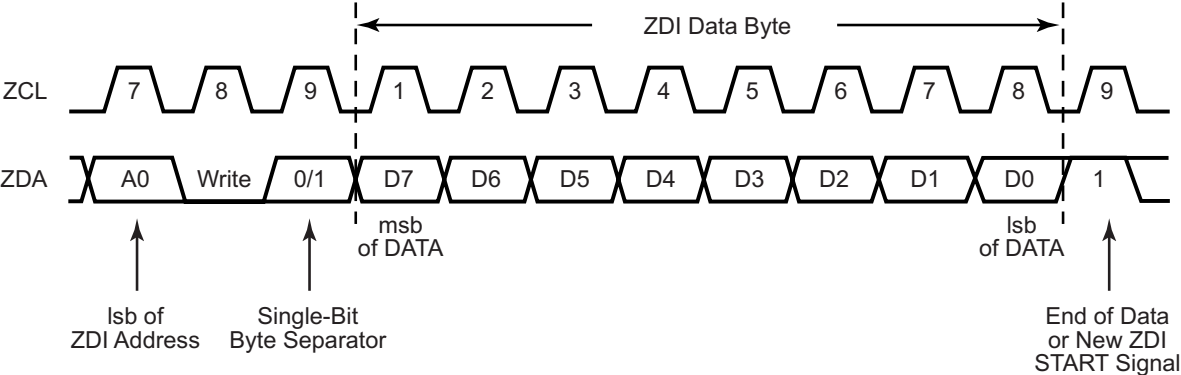 ZDI Data Byte
ZCL 7 8 9 1 2 3 4 5 6 7 8 9
ZDA A0 Write 0/1 D7 D6 D5 D4 D3 D2 D1 D0 1
msb
of DATA
lsb
of DATA
lsb of
ZDI Address
Single-Bit
Byte Separator
End of Data
or New ZDI
START Signal